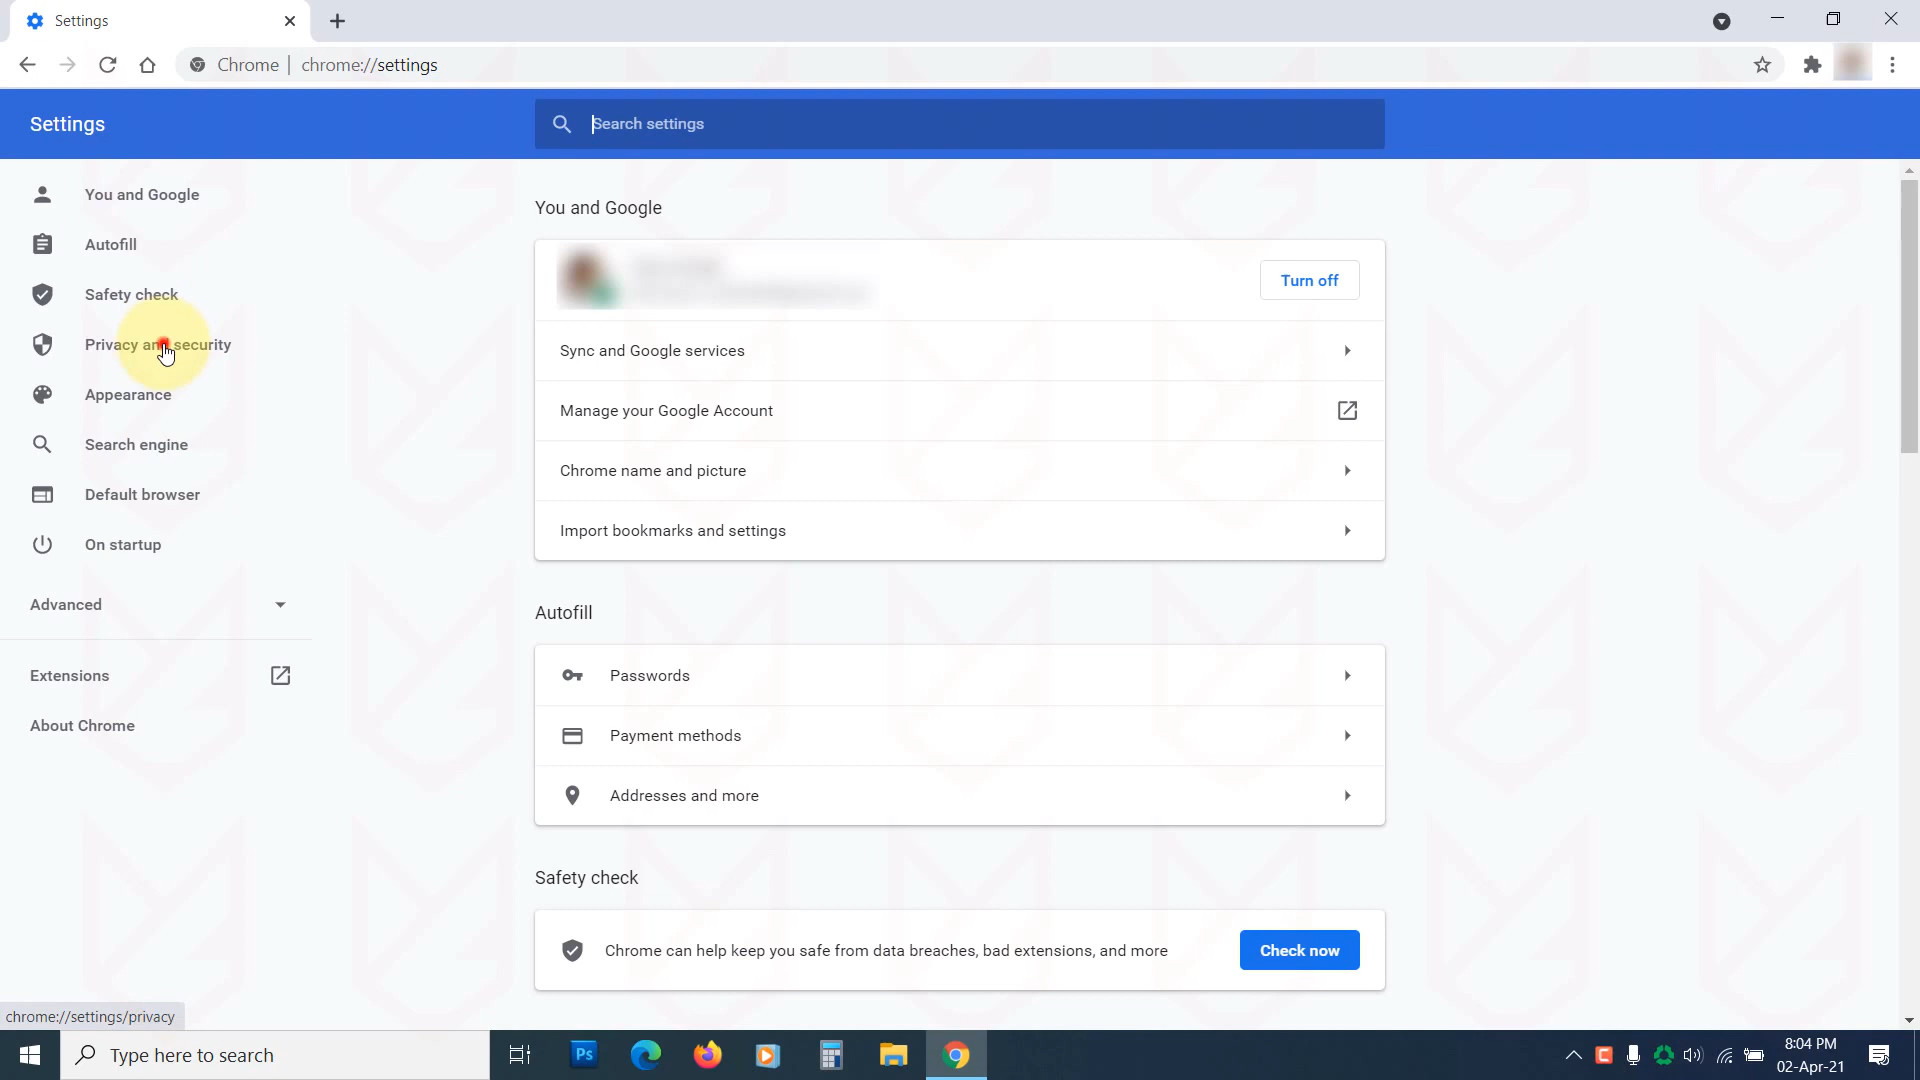 Settings
Chrome | chrome://settings
Settings
Search settings
You and Google
Autofill
Safety check
Privacy and security
Appearance
Search engine
Default browser
On startup
Advanced
Extensions
About Chrome
You and Google
Turn off
Sync and Google services
Manage your Google Account
Chrome name and picture
Import bookmarks and settings
Autofill
Passwords
Payment methods
Addresses and more
Safety check
Chrome can help keep you safe from data breaches, bad extensions, and more
Check now
chrome://settings/privacy
Type here to search
Ps
8:04 PM
02-Apr-21